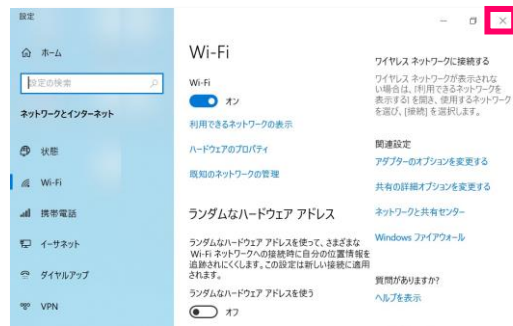 設定
ホーム
設定の検索
ネットワークとインターネット
状態
Wi-Fi
携帯電話
イーサネット
ダイヤルアップ
VPN
Wi-Fi
Wi-Fi
オン
利用できるネットワークの表示
ハードウェアのプロパティ
既知のネットワークの管理
ランダムなハードウェア アドレス
ランダムなハードウェア アドレスを使って、さまざまな
Wi-Fi ネットワークへの接続時に自分の位置情報を
追跡されにくくします。この設定は新しい接続に適用
されます。
ランダムなハードウェア アドレスを使う
オフ
ワイヤレス ネットワークに接続する
ワイヤレス ネットワークが表示されな
い場合は、[利用できるネットワークを
表示する] を開き、使用するネットワーク
を選び、[接続] を選択します。
関連設定
アダプターのオプションを変更する
共有の詳細オプションを変更する
ネットワークと共有センター
Windows ファイアウォール
質問がありますか?
ヘルプを表示